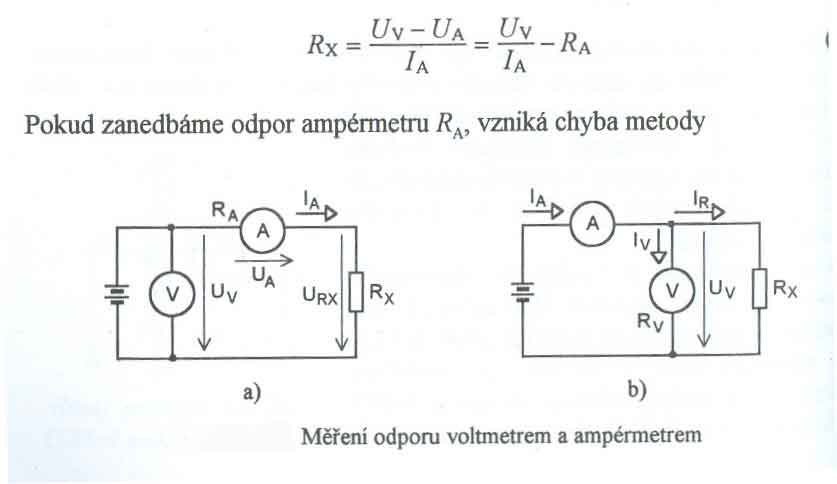 R_X = (U_V − U_A) / I_A = U_V / I_A − R_A
Pokud zanedbáme odpor ampérmetru R_A, vzniká chyba metody
R_A I_A
A
U_A
V U_V U_RX R_X
a)
I_A I_R
A
I_V
V U_V R_X
R_V
b)
Měření odporu voltmetrem a ampérmetrem